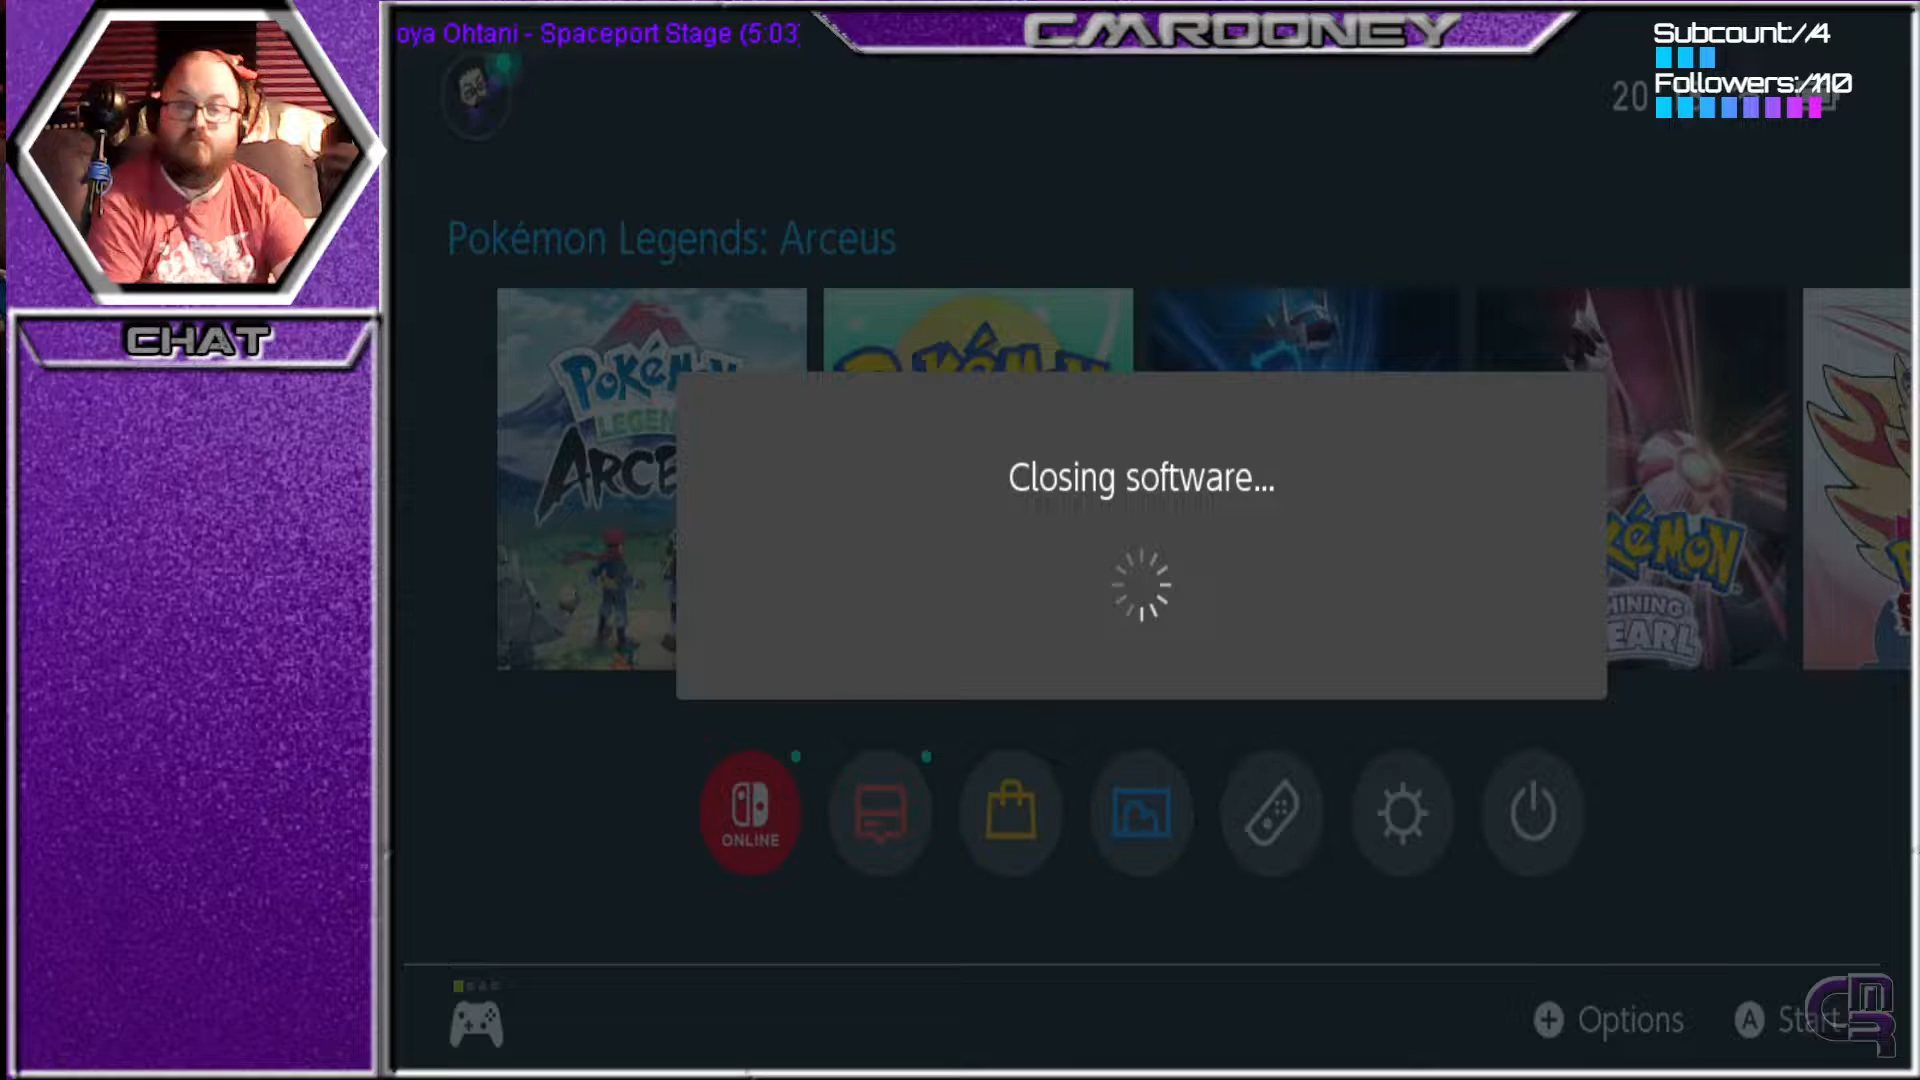 oya Ohtani - Spaceport Stage (5:03)
CMROONEY
Subcount//4
Followers://110
20
Pokémon Legends: Arceus
CHAT
Closing software...
ONLINE
Options
Start